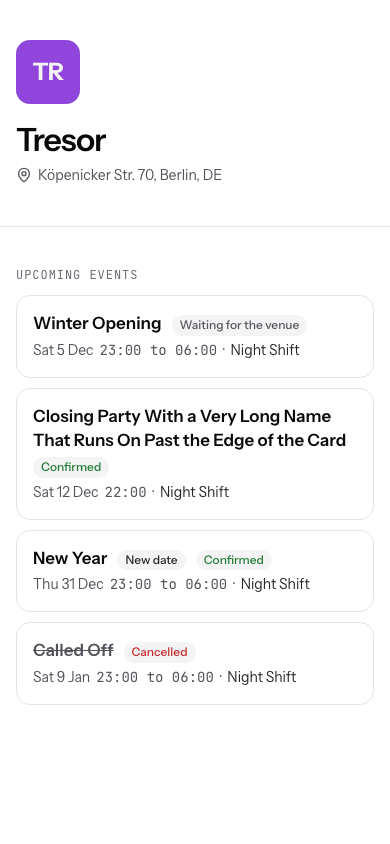 TR
Tresor
Köpenicker Str. 70, Berlin, DE
UPCOMING EVENTS
Winter Opening Waiting for the venue
Sat 5 Dec 23:00 to 06:00 · Night Shift
Closing Party With a Very Long Name
That Runs On Past the Edge of the Card
Confirmed
Sat 12 Dec 22:00 · Night Shift
New Year New date Confirmed
Thu 31 Dec 23:00 to 06:00 · Night Shift
Called Off Cancelled
Sat 9 Jan 23:00 to 06:00 · Night Shift